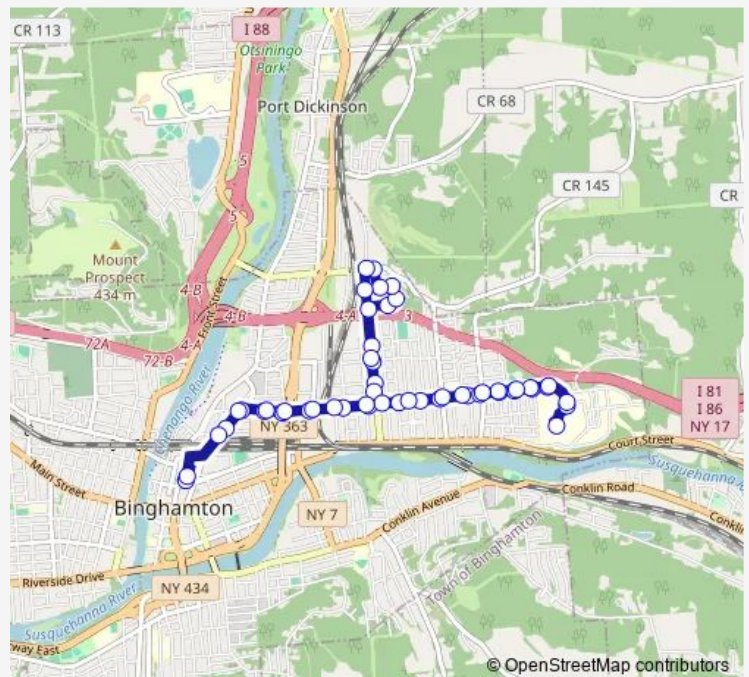 CR 113
I 88
Otsiningo
Park
Port Dickinson
CR 68
5
CR 145
5
CR
Mount
Prospect
434 m
4-B
Front Street
4-B
4-A
3
72A
4-A
72-B
Chenango River
I 81
I 86
NY 17
NY 363
Court Street
Main Street
Susquehanna R
Conklin Road
Binghamton
NY 7
Conklin Avenue
Conkli
Riverside Drive
NY 434
Town of Binghamton
Susquehanna River
way East
© OpenStreetMap contributors